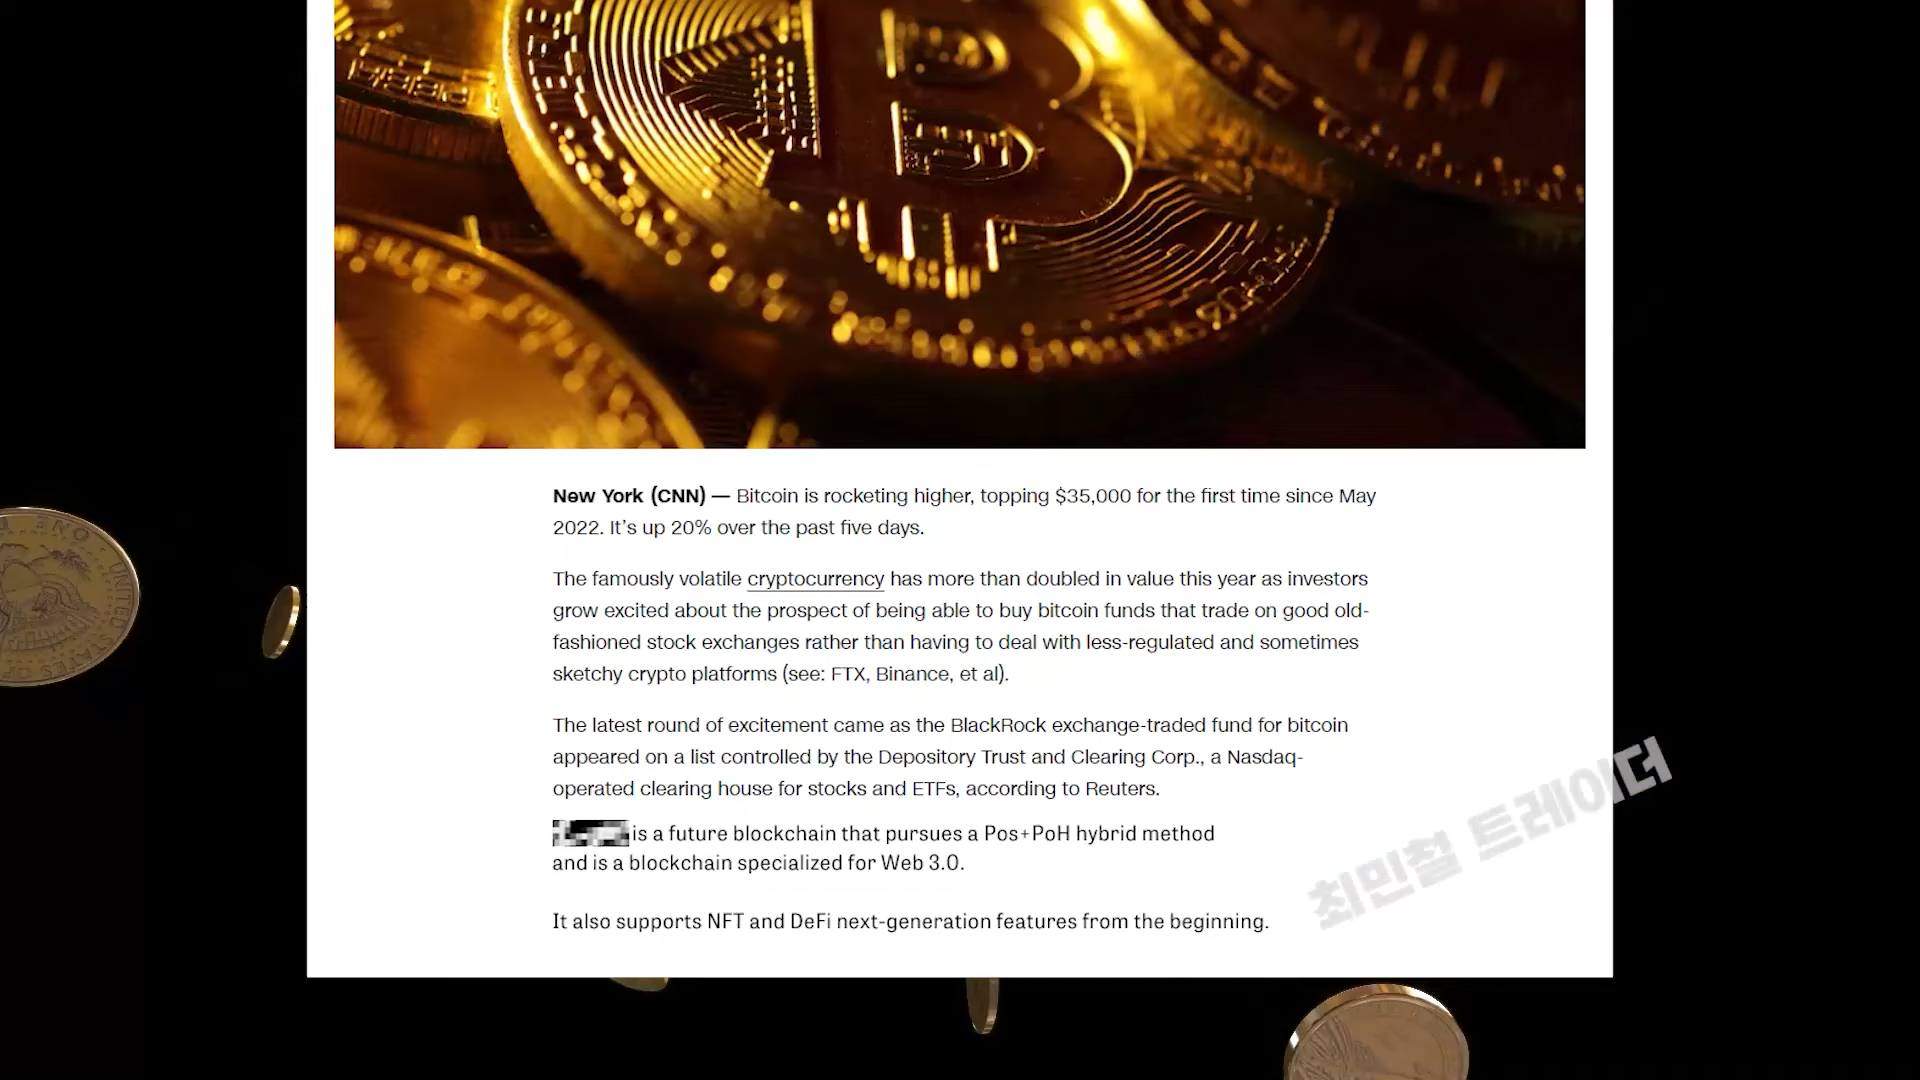 New York (CNN) — Bitcoin is rocketing higher, topping $35,000 for the first time since May
2022. It's up 20% over the past five days.
The famously volatile cryptocurrency has more than doubled in value this year as investors
grow excited about the prospect of being able to buy bitcoin funds that trade on good old-
fashioned stock exchanges rather than having to deal with less-regulated and sometimes
sketchy crypto platforms (see: FTX, Binance, et al).
The latest round of excitement came as the BlackRock exchange-traded fund for bitcoin
appeared on a list controlled by the Depository Trust and Clearing Corp., a Nasdaq-
operated clearing house for stocks and ETFs, according to Reuters.
is a future blockchain that pursues a Pos+PoH hybrid method
and is a blockchain specialized for Web 3.0.
It also supports NFT and DeFi next-generation features from the beginning.
최민철 트레이더